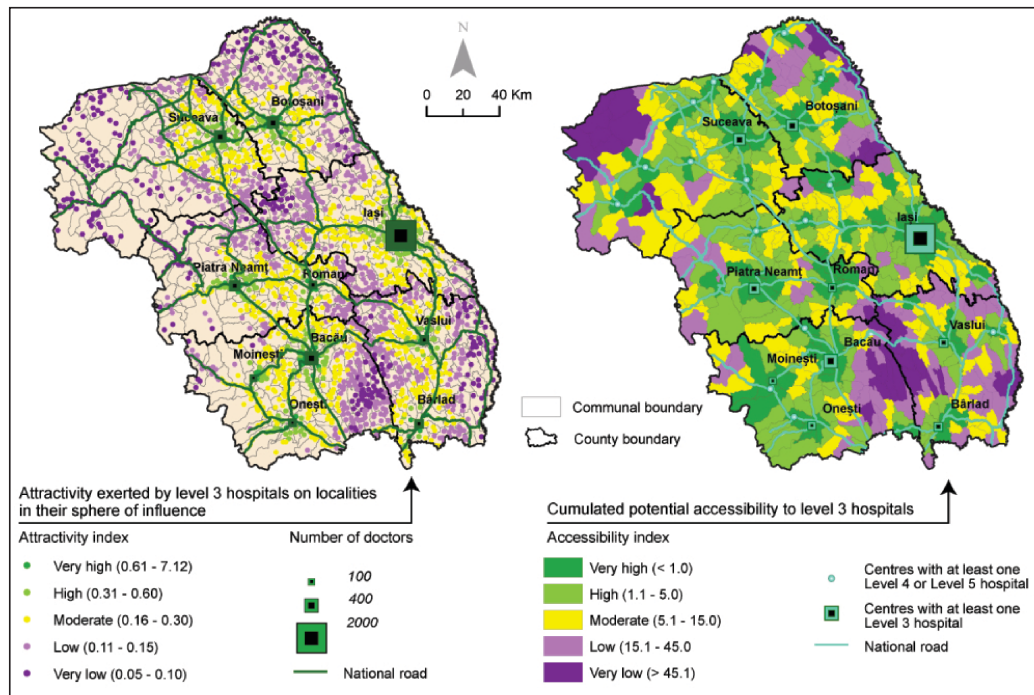 N
0 20 40 Km
Suceava
Botoșani
Iași
Piatra Neamț
Roman
Vaslui
Bacău
Moinești
Onești
Bârlad
Botoșani
Suceava
Iași
Piatra Neamț
Roman
Vaslui
Bacău
Moinești
Onești
Bârlad
Communal boundary
County boundary
Attractivity exerted by level 3 hospitals on localities
in their sphere of influence
Attractivity index
Very high (0.61 - 7.12)
High (0.31 - 0.60)
Moderate (0.16 - 0.30)
Low (0.11 - 0.15)
Very low (0.05 - 0.10)
Number of doctors
100
400
2000
National road
Cumulated potential accessibility to level 3 hospitals
Accessibility index
Very high (< 1.0)
High (1.1 - 5.0)
Moderate (5.1 - 15.0)
Low (15.1 - 45.0
Very low (> 45.1)
Centres with at least one
Level 4 or Level 5 hospital
Centres with at least one
Level 3 hospital
National road